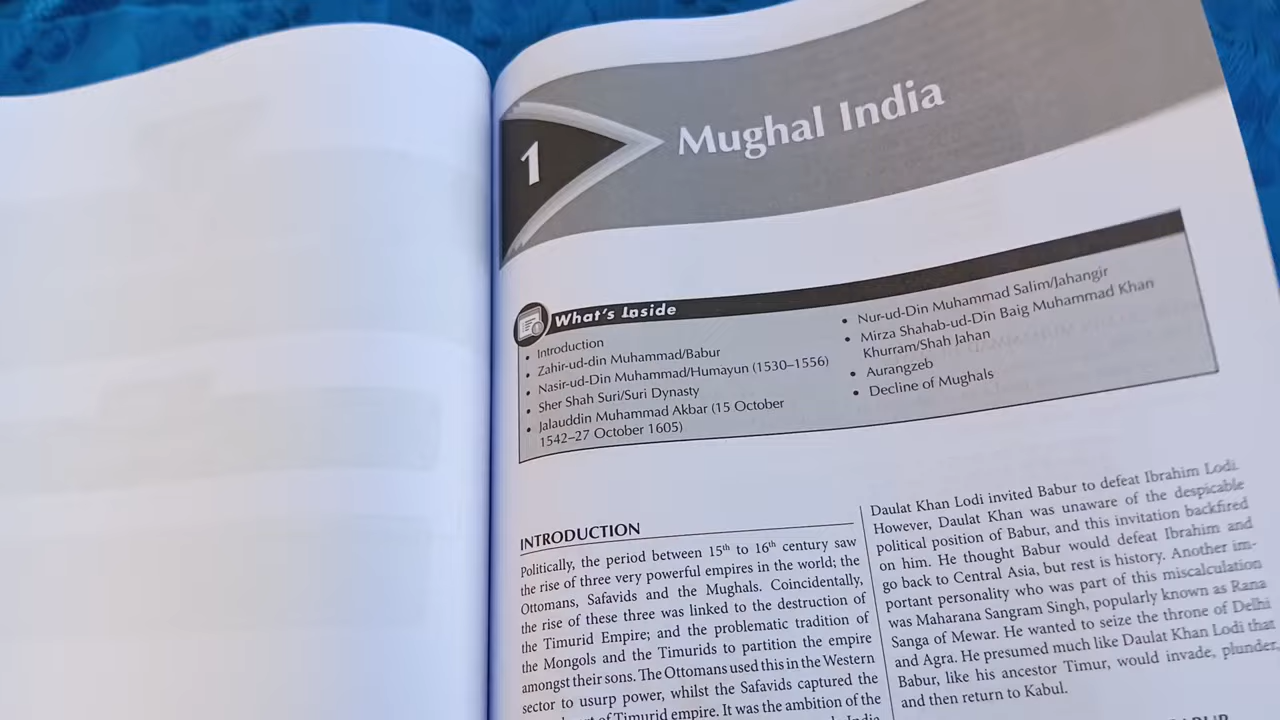 1
Mughal India
What's Inside
• Introduction
• Zahir-ud-din Muhammad/Babur
• Nasir-ud-Din Muhammad/Humayun (1530–1556)
• Sher Shah Suri/Suri Dynasty
• Jalauddin Muhammad Akbar (15 October
1542–27 October 1605)
• Nur-ud-Din Muhammad Salim/Jahangir
• Mirza Shahab-ud-Din Baig Muhammad Khan
Khurram/Shah Jahan
• Aurangzeb
• Decline of Mughals
INTRODUCTION
Politically, the period between 15th to 16th century saw
the rise of three very powerful empires in the world; the
Ottomans, Safavids and the Mughals. Coincidentally,
the rise of these three was linked to the destruction of
the Timurid Empire; and the problematic tradition of
the Mongols and the Timurids to partition the empire
amongst their sons. The Ottomans used this in the Western
sector to usurp power, whilst the Safavids captured the
of Timurid empire. It was the ambition of the
India
Daulat Khan Lodi invited Babur to defeat Ibrahim Lodi.
However, Daulat Khan was unaware of the despicable
political position of Babur, and this invitation backfired
on him. He thought Babur would defeat Ibrahim and
go back to Central Asia, but rest is history. Another im-
portant personality who was part of this miscalculation
was Maharana Sangram Singh, popularly known as Rana
Sanga of Mewar. He wanted to seize the throne of Delhi
and Agra. He presumed much like Daulat Khan Lodi that
Babur, like his ancestor Timur, would invade, plunder,
and then return to Kabul.